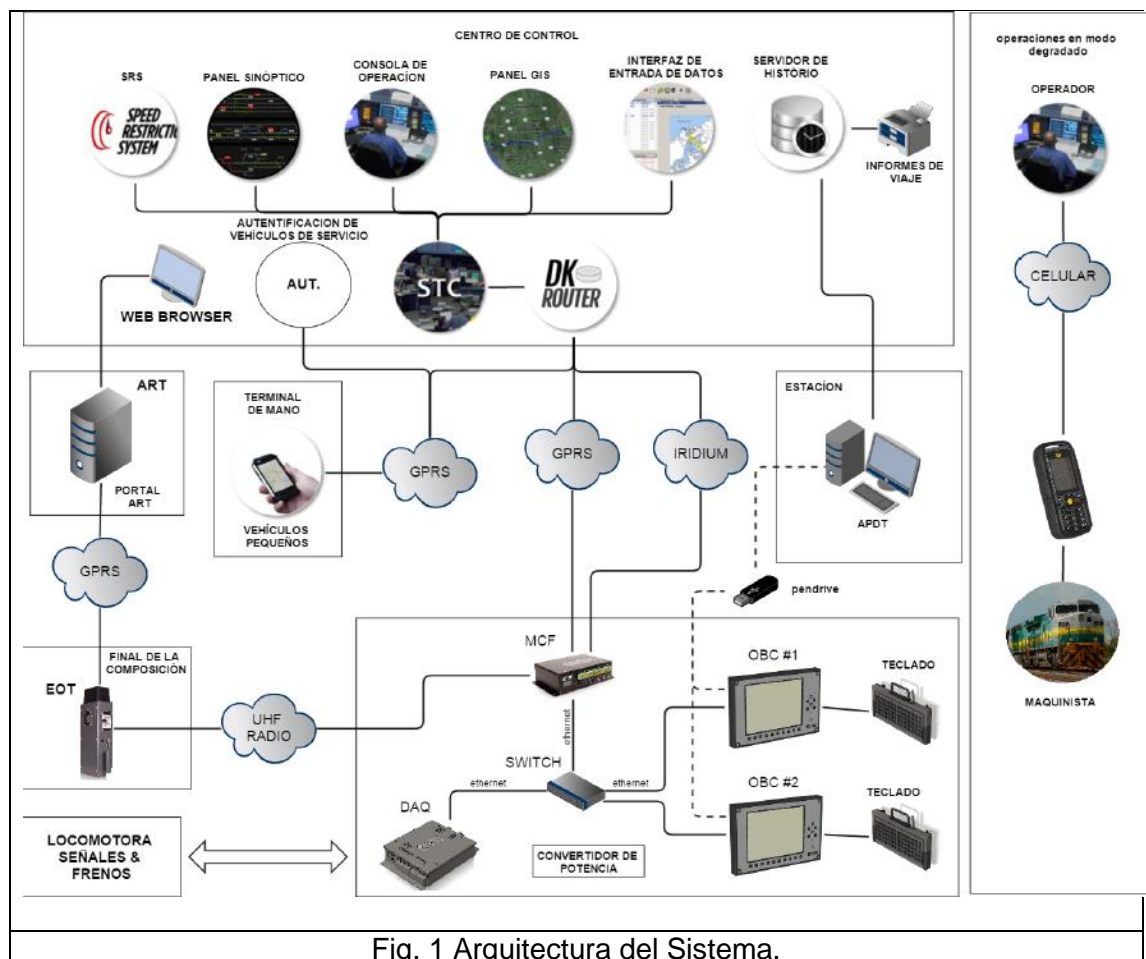 CENTRO DE CONTROL
SRS
PANEL SINÓPTICO
CONSOLA DE
OPERACÍON
PANEL GIS
INTERFAZ DE
ENTRADA DE DATOS
SERVIDOR DE
HISTÓRIO
SPEED
RESTRICTI
SYSTEM
INFORMES DE
VIAJE
AUTENTIFICACION DE
VEHÍCULOS DE SERVICIO
AUT.
STC
DK
ROUTER
WEB BROWSER
operaciones en modo
degradado
OPERADOR
CELULAR
MAQUINISTA
ART
PORTAL
ART
TERMINAL
DE MANO
VEHÍCULOS
PEQUEÑOS
GPRS
GPRS
IRIDIUM
ESTACÍON
APDT
GPRS
pendrive
FINAL DE LA
COMPOSICIÓN
EOT
UHF
RADIO
MCF
ethernet
OBC #1
TECLADO
SWITCH
ethernet
ethernet
OBC #2
TECLADO
DAQ
CONVERTIDOR DE
POTENCIA
LOCOMOTORA
SEÑALES &
FRENOS
Fig. 1 Arquitectura del Sistema.